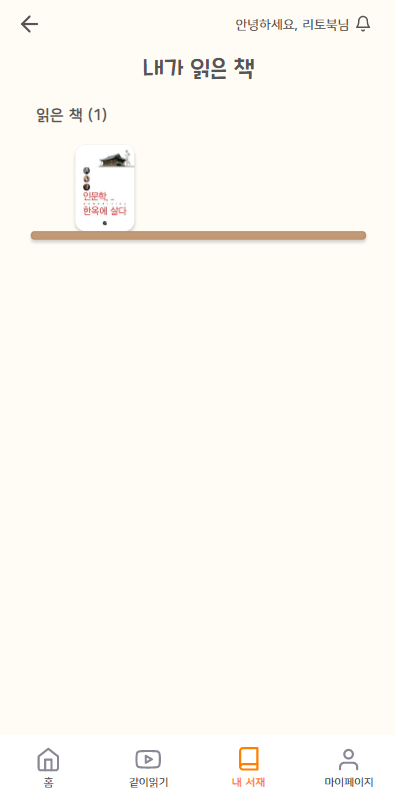 안녕하세요, 리토북님
내가 읽은 책
읽은 책 (1)
인문학,
한옥에 살다
홈
같이읽기
내 서재
마이페이지